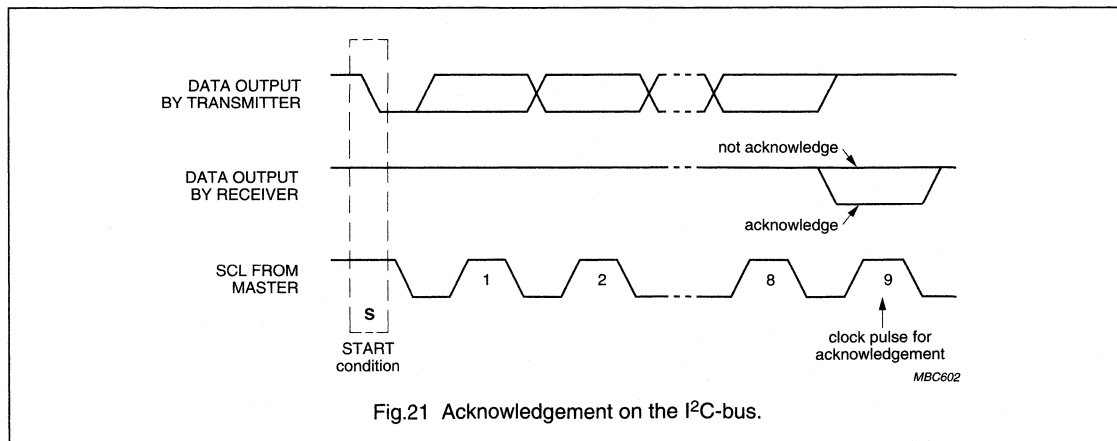 DATA OUTPUT
BY TRANSMITTER
not acknowledge
DATA OUTPUT
BY RECEIVER
acknowledge
SCL FROM
MASTER
1
2
8
9
S
START
condition
clock pulse for
acknowledgement
MBC602
Fig.21 Acknowledgement on the I²C-bus.